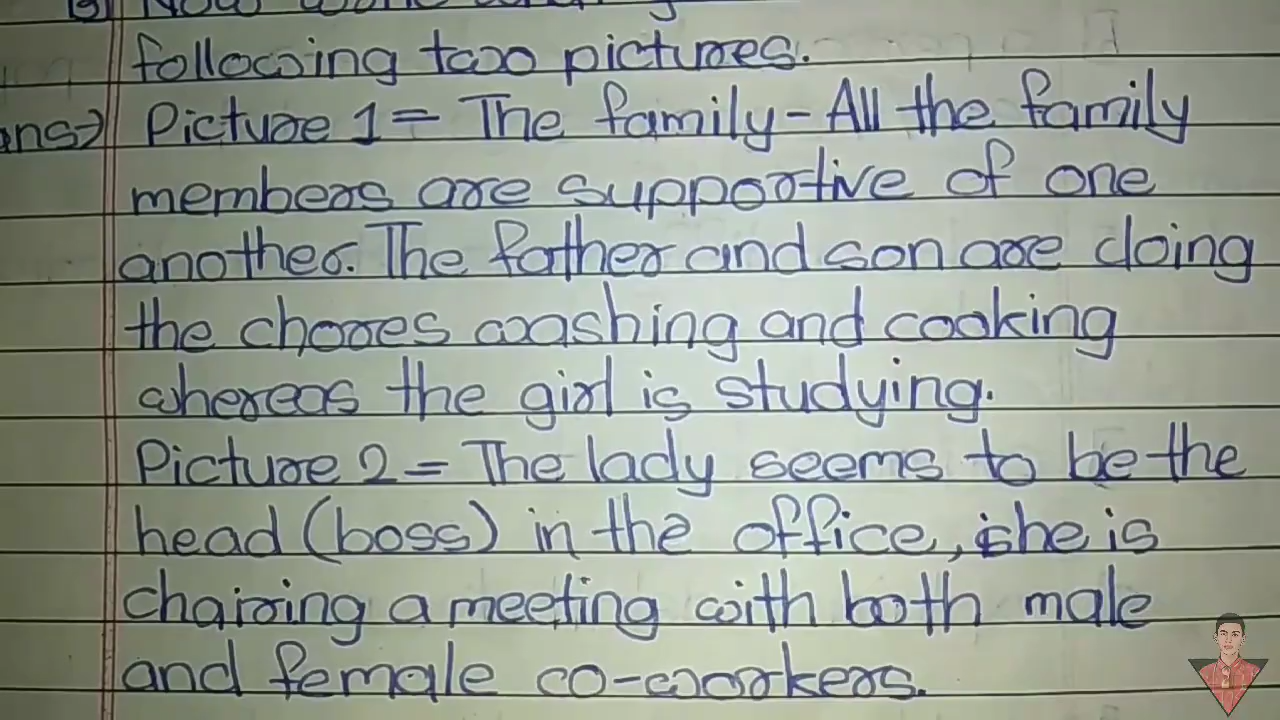 following two pictures.
ans→) Picture 1 = The family - All the family
members are supportive of one
another. The father and son are doing
the chores washing and cooking
whereas the girl is studying.
Picture 2 = The lady seems to be the
head (boss) in the office, she is
chairing a meeting with both male
and female co-workers.